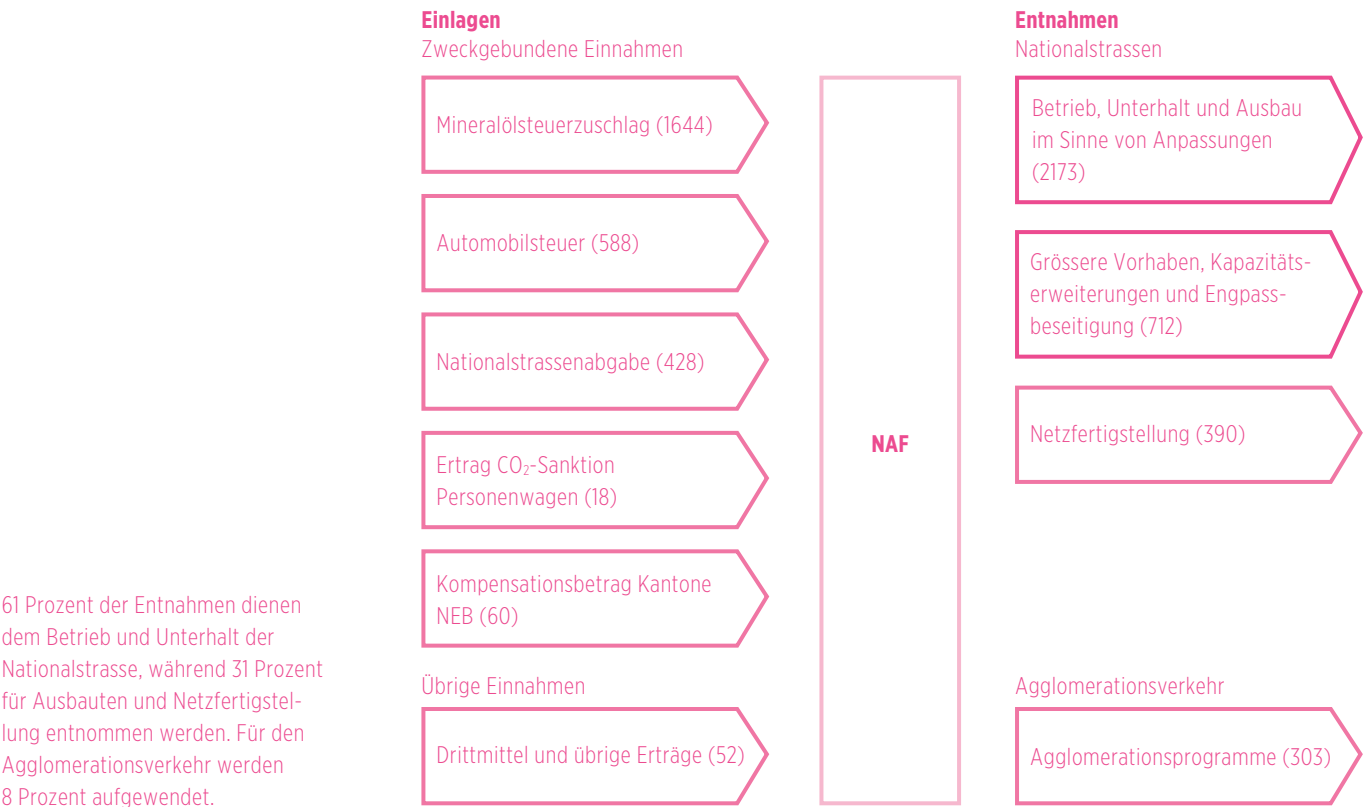 Einlagen
Zweckgebundene Einnahmen
Mineralölsteuerzuschlag (1644)
Automobilsteuer (588)
Nationalstrassenabgabe (428)
Ertrag CO₂-Sanktion
Personenwagen (18)
Kompensationsbetrag Kantone
NEB (60)
Übrige Einnahmen
Drittmittel und übrige Erträge (52)
NAF
Entnahmen
Nationalstrassen
Betrieb, Unterhalt und Ausbau
im Sinne von Anpassungen
(2173)
Grössere Vorhaben, Kapazitäts-
erweiterungen und Engpass-
beseitigung (712)
Netzfertigstellung (390)
Agglomerationsverkehr
Agglomerationsprogramme (303)
61 Prozent der Entnahmen dienen
dem Betrieb und Unterhalt der
Nationalstrasse, während 31 Prozent
für Ausbauten und Netzfertigstel-
lung entnommen werden. Für den
Agglomerationsverkehr werden
8 Prozent aufgewendet.